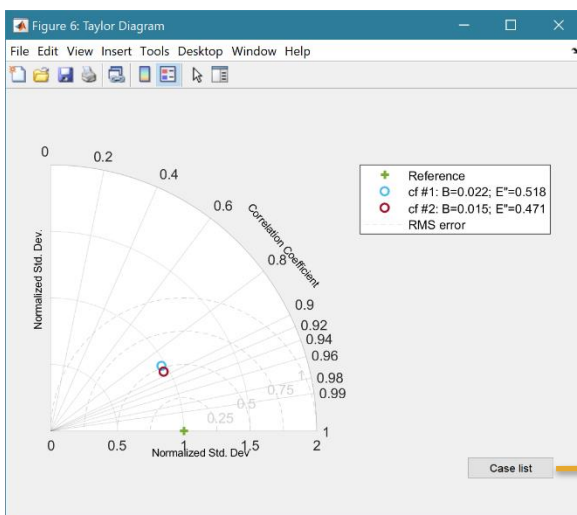 Figure 6: Taylor Diagram
File Edit View Insert Tools Desktop Window Help
0
0.2
0.4
0.6
Correlation Coefficient
0.8
0.9
0.92
0.94
0.96
0.98
0.99
1
Normalized Std. Dev.
1
0.75
0.5
0.25
0 0.5 1 1.5 2
Normalized Std. Dev
Reference
cf #1: B=0.022; E"=0.518
cf #2: B=0.015; E"=0.471
RMS error
Case list